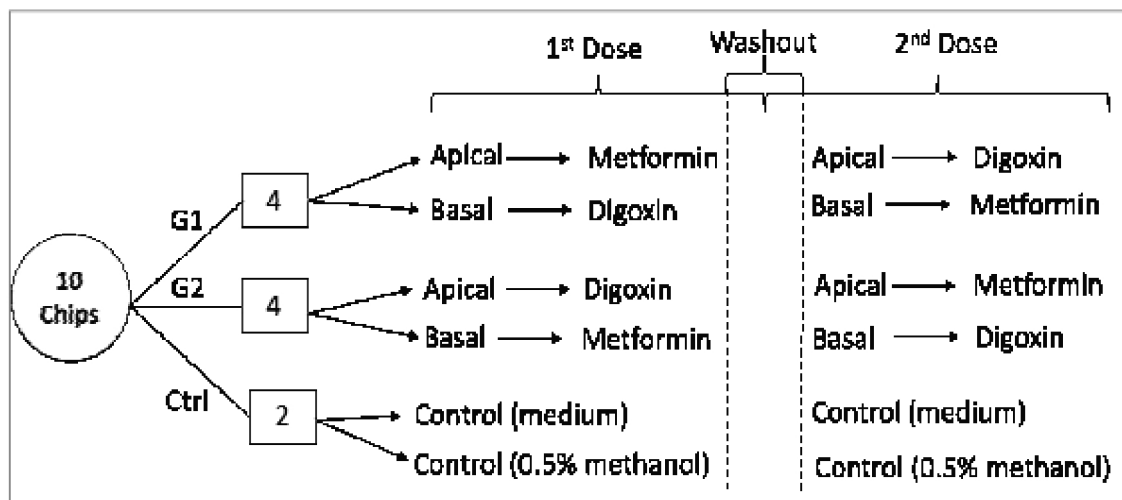 1st Dose Washout 2nd Dose
Apical → Metformin Apical → Digoxin
G1 4
Basal → Digoxin Basal → Metformin
10 Chips
G2 4
Apical → Digoxin Apical → Metformin
Basal → Metformin Basal → Digoxin
Ctrl 2
Control (medium) Control (medium)
Control (0.5% methanol) Control (0.5% methanol)